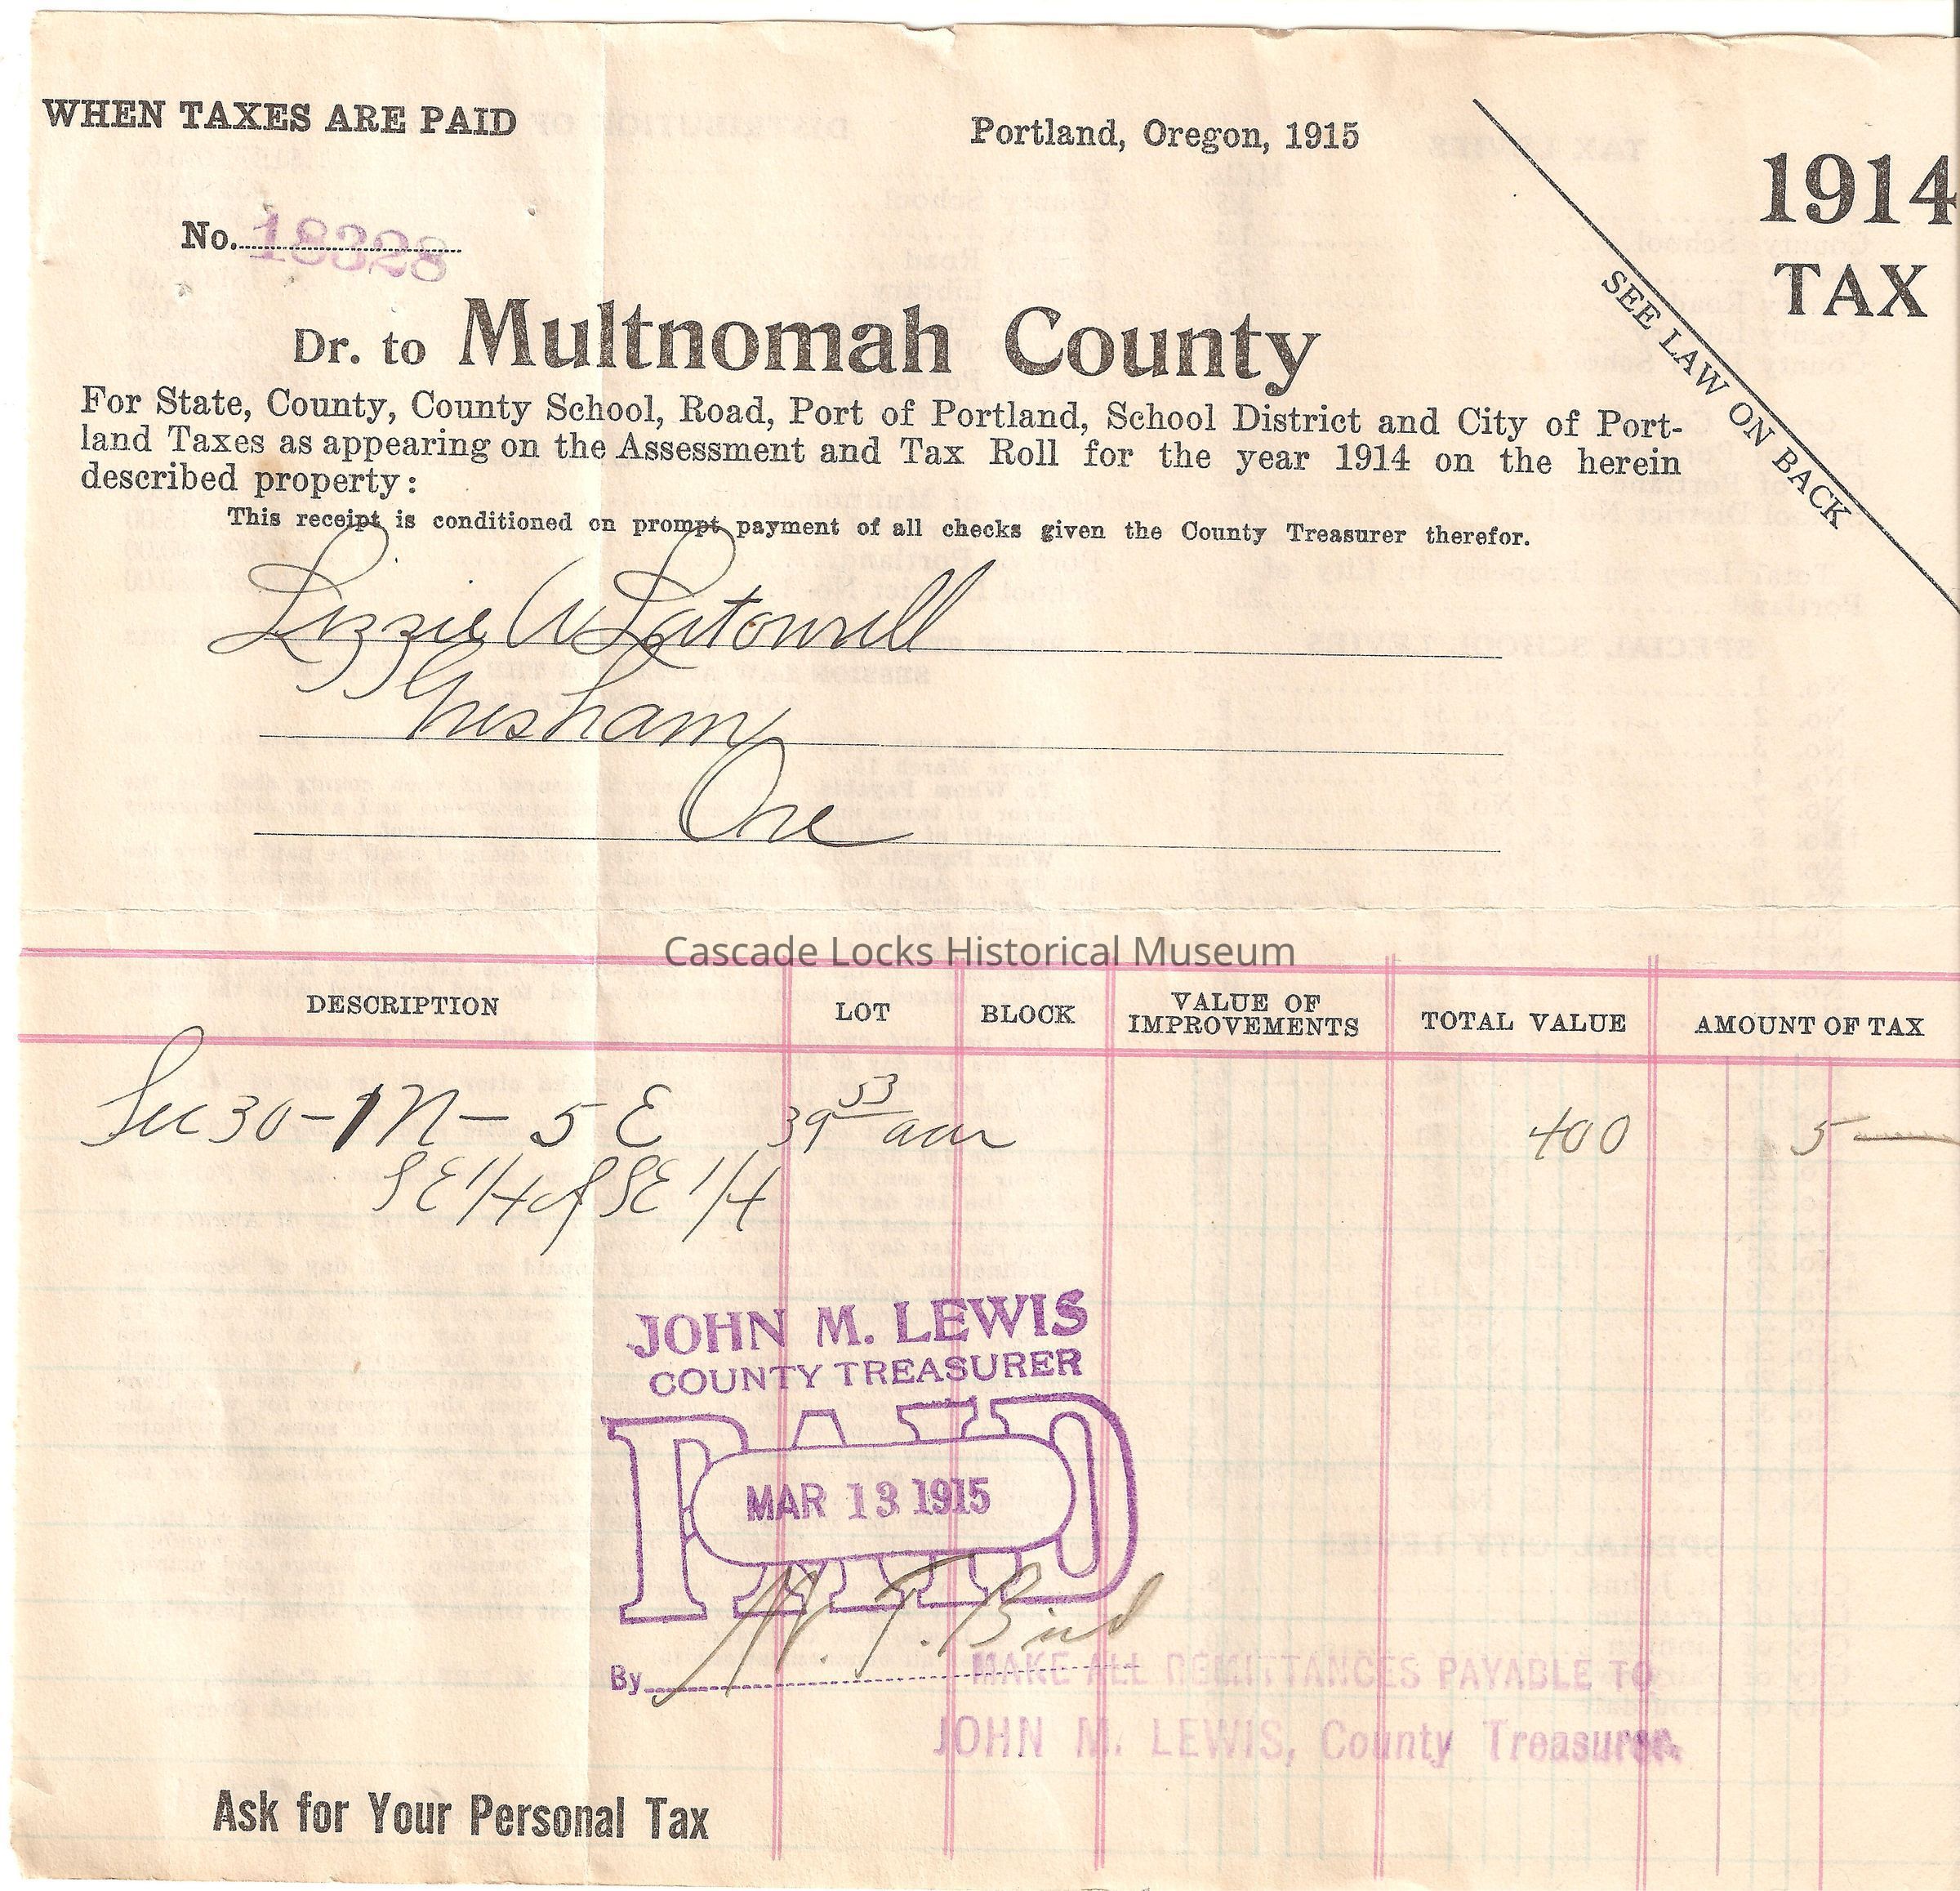 WHEN TAXES ARE PAID
Portland, Oregon, 1915
1914
TAX
SEE LAW ON BACK
No. 18328
Dr. to Multnomah County
For State, County, County School, Road, Port of Portland, School District and City of Port-
land Taxes as appearing on the Assessment and Tax Roll for the year 1914 on the herein
described property:
This receipt is conditioned on prompt payment of all checks given the County Treasurer therefor.
Lizzie W Latourell
Gresham
Ore
Cascade Locks Historical Museum
DESCRIPTION LOT BLOCK VALUE OF IMPROVEMENTS TOTAL VALUE AMOUNT OF TAX
Sec 30-1N-5E 39 53 acr 400 5 —
SE 1/4 of SE 1/4
JOHN M. LEWIS
COUNTY TREASURER
PAID
MAR 13 1915
By
MAKE ALL REMITTANCES PAYABLE TO
JOHN M. LEWIS, County Treasurer.
Ask for Your Personal Tax